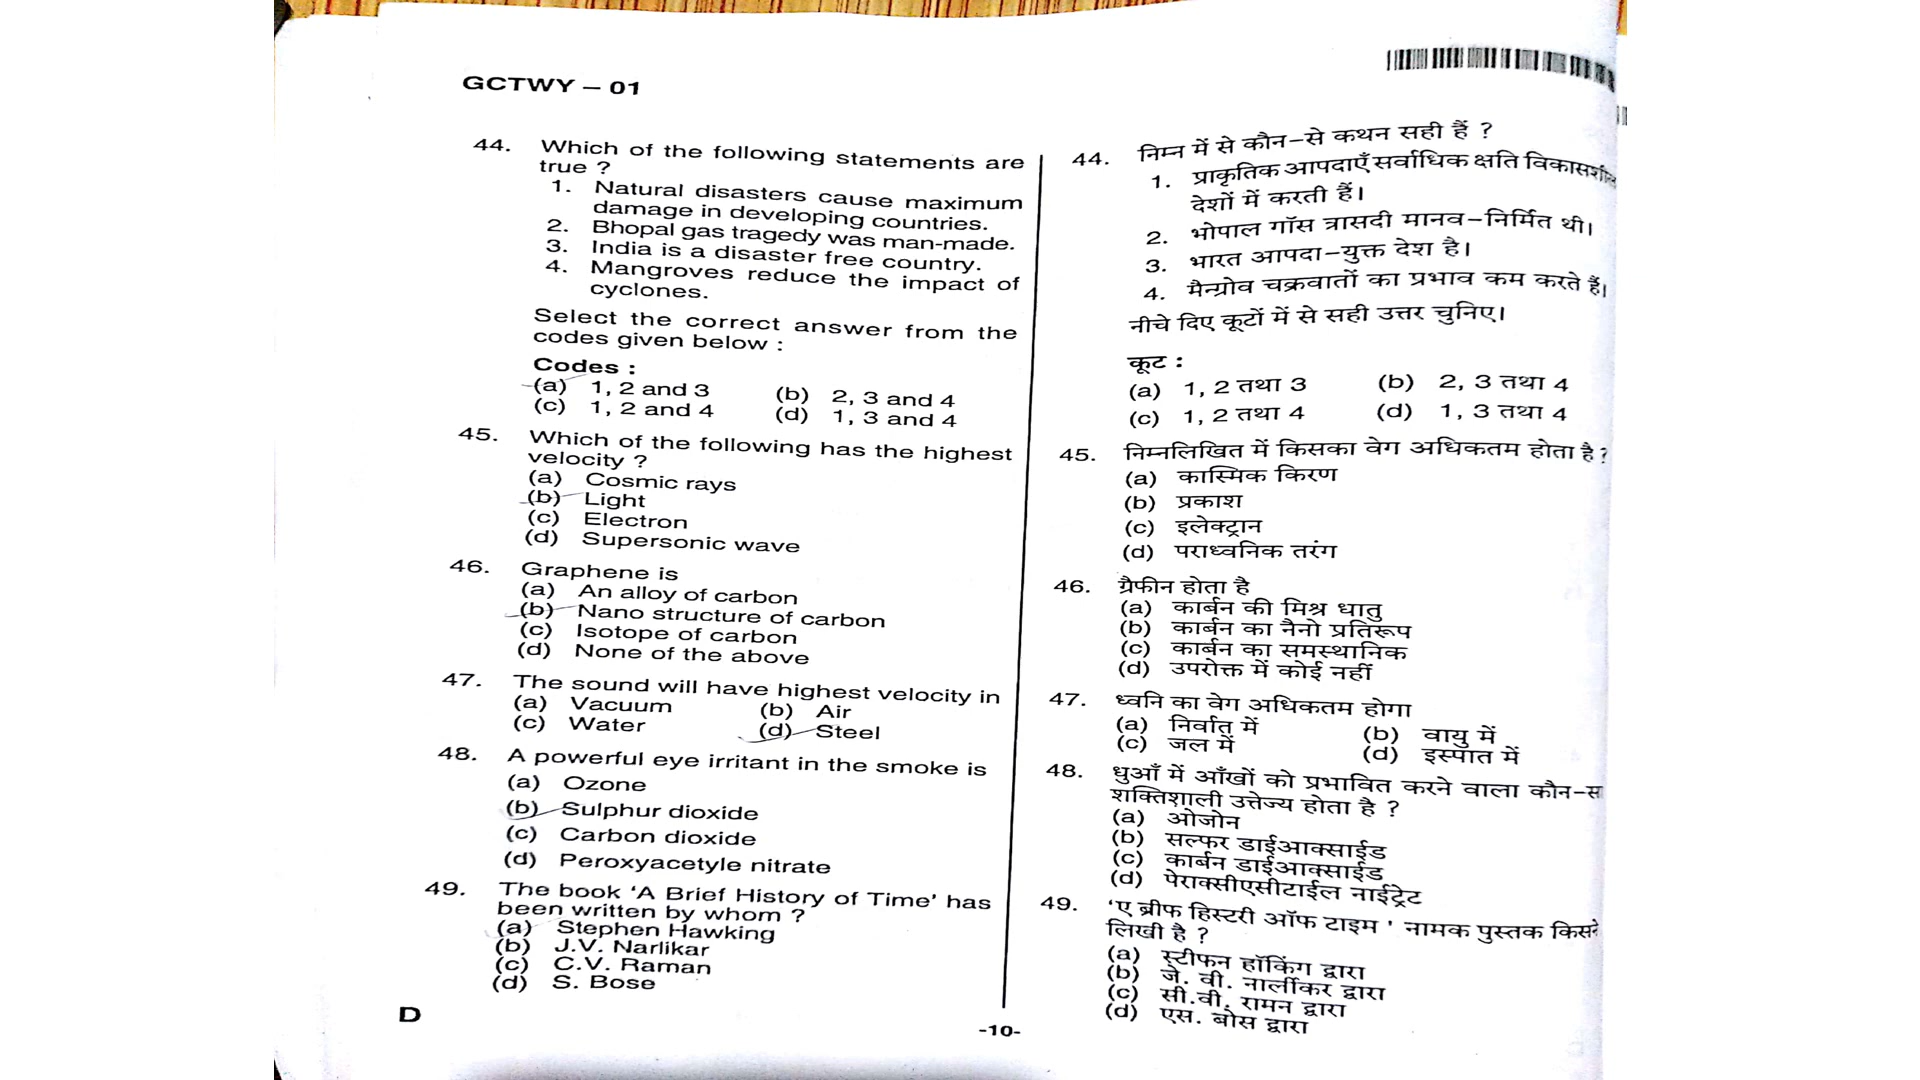 GCTWY – 01
44. Which of the following statements are
true ?
1. Natural disasters cause maximum
damage in developing countries.
2. Bhopal gas tragedy was man-made.
3. India is a disaster free country.
4. Mangroves reduce the impact of
cyclones.
Select the correct answer from the
codes given below :
Codes :
(a) 1, 2 and 3 (b) 2, 3 and 4
(c) 1, 2 and 4 (d) 1, 3 and 4
45. Which of the following has the highest
velocity ?
(a) Cosmic rays
(b) Light
(c) Electron
(d) Supersonic wave
46. Graphene is
(a) An alloy of carbon
(b) Nano structure of carbon
(c) Isotope of carbon
(d) None of the above
47. The sound will have highest velocity in
(a) Vacuum (b) Air
(c) Water (d) Steel
48. A powerful eye irritant in the smoke is
(a) Ozone
(b) Sulphur dioxide
(c) Carbon dioxide
(d) Peroxyacetyle nitrate
49. The book ‘A Brief History of Time’ has
been written by whom ?
(a) Stephen Hawking
(b) J.V. Narlikar
(c) C.V. Raman
(d) S. Bose
44. निम्न में से कौन–से कथन सही हैं ?
1. प्राकृतिक आपदाएँ सर्वाधिक क्षति विकासशील
देशों में करती हैं।
2. भोपाल गॉस त्रासदी मानव–निर्मित थी।
3. भारत आपदा–युक्त देश है।
4. मैन्ग्रोव चक्रवातों का प्रभाव कम करते हैं।
नीचे दिए कूटों में से सही उत्तर चुनिए।
कूट :
(a) 1, 2 तथा 3 (b) 2, 3 तथा 4
(c) 1, 2 तथा 4 (d) 1, 3 तथा 4
45. निम्नलिखित में किसका वेग अधिकतम होता है ?
(a) कास्मिक किरण
(b) प्रकाश
(c) इलेक्ट्रान
(d) पराध्वनिक तरंग
46. ग्रैफीन होता है
(a) कार्बन की मिश्र धातु
(b) कार्बन का नैनो प्रतिरूप
(c) कार्बन का समस्थानिक
(d) उपरोक्त में कोई नहीं
47. ध्वनि का वेग अधिकतम होगा
(a) निर्वात में (b) वायु में
(c) जल में (d) इस्पात में
48. धुआँ में आँखों को प्रभावित करने वाला कौन–सा
शक्तिशाली उत्तेज्य होता है ?
(a) ओजोन
(b) सल्फर डाईआक्साईड
(c) कार्बन डाईआक्साईड
(d) पेराक्सीएसीटाईल नाईट्रेट
49. ‘ए ब्रीफ हिस्टरी ऑफ टाइम ’ नामक पुस्तक किसने
लिखी है ?
(a) स्टीफन हॉकिंग द्वारा
(b) जे. वी. नार्लीकर द्वारा
(c) सी.वी. रामन द्वारा
(d) एस. बोस द्वारा
D
-10-